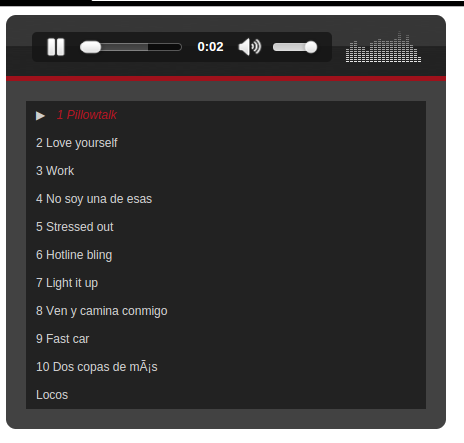 0:02
1 Pillowtalk
2 Love yourself
3 Work
4 No soy una de esas
5 Stressed out
6 Hotline bling
7 Light it up
8 Ven y camina conmigo
9 Fast car
10 Dos copas de mÃ¡s
Locos